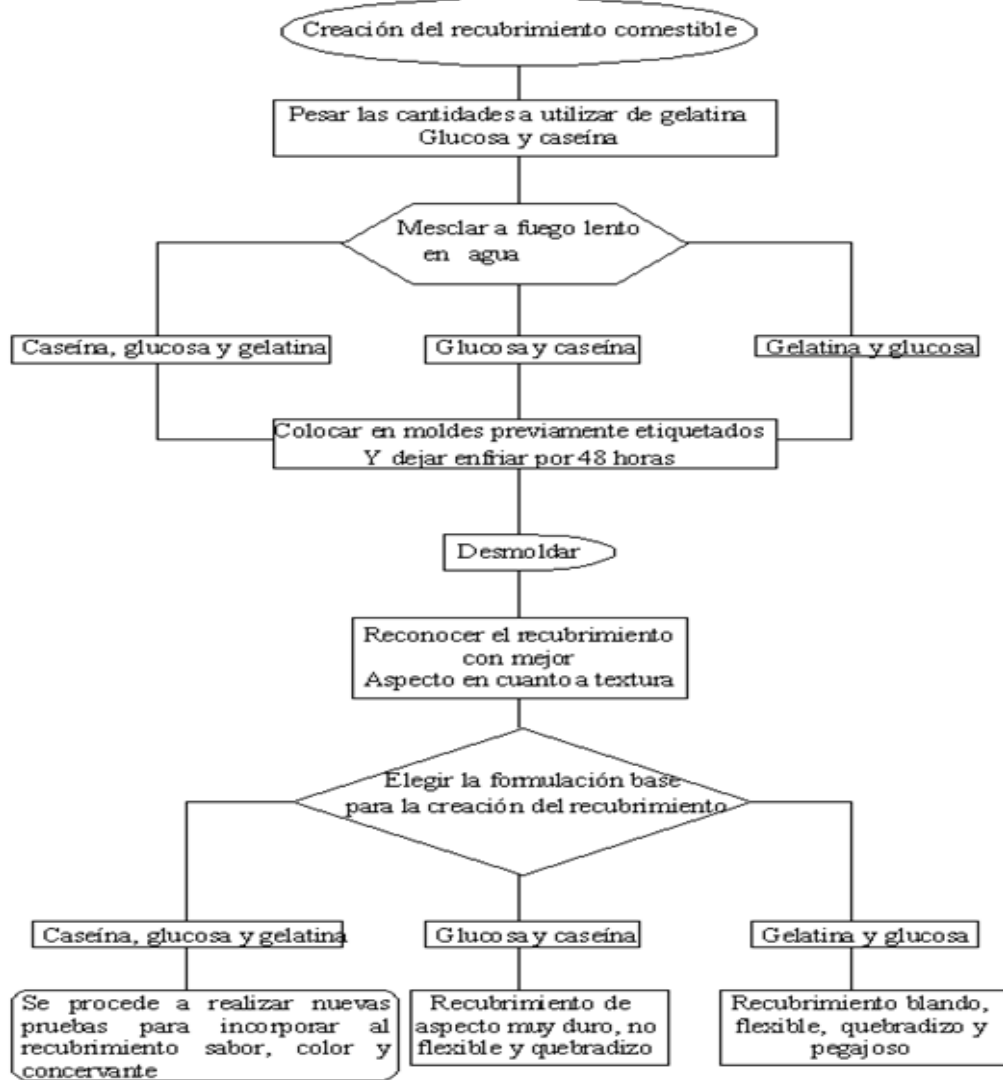 Creación del recubrimiento comestible
Pesar las cantidades a utilizar de gelatina
Glucosa y caseína
Mesclar a fuego lento
en agua
Caseína, glucosa y gelatina
Glucosa y caseína
Gelatina y glucosa
Colocar en moldes previamente etiquetados
Y dejar enfriar por 48 horas
Desmoldar
Reconocer el recubrimiento
con mejor
Aspecto en cuanto a textura
Elegir la formulación base
para la creación del recubrimiento
Caseína, glucosa y gelatina
Glucosa y caseína
Gelatina y glucosa
Se procede a realizar nuevas
pruebas para incorporar al
recubrimiento sabor, color y
concervante
Recubrimiento de
aspecto muy duro, no
flexible y quebradizo
Recubrimiento blando,
flexible, quebradizo y
pegajoso